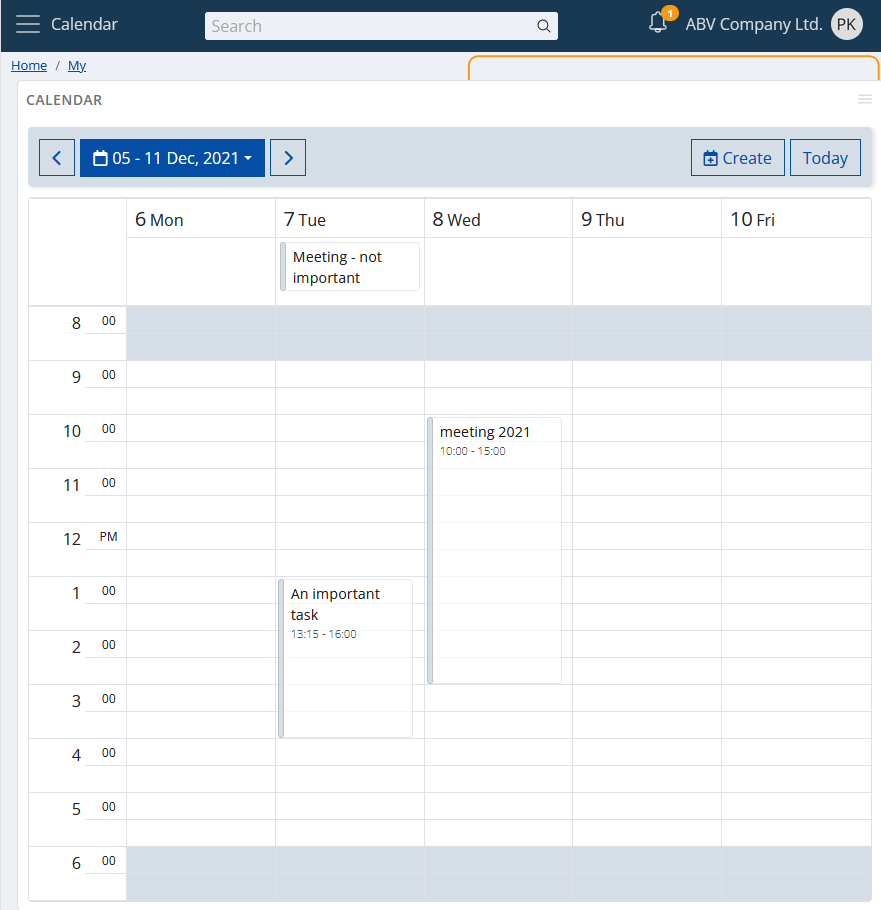 Calendar
Search
1
ABV Company Ltd.
PK
Home / My
CALENDAR
05 - 11 Dec, 2021
Create
Today
6 Mon
7 Tue
8 Wed
9 Thu
10 Fri
Meeting - not
important
8 00
9 00
10 00
meeting 2021
10:00 - 15:00
11 00
12 PM
1 00
An important
task
13:15 - 16:00
2 00
3 00
4 00
5 00
6 00